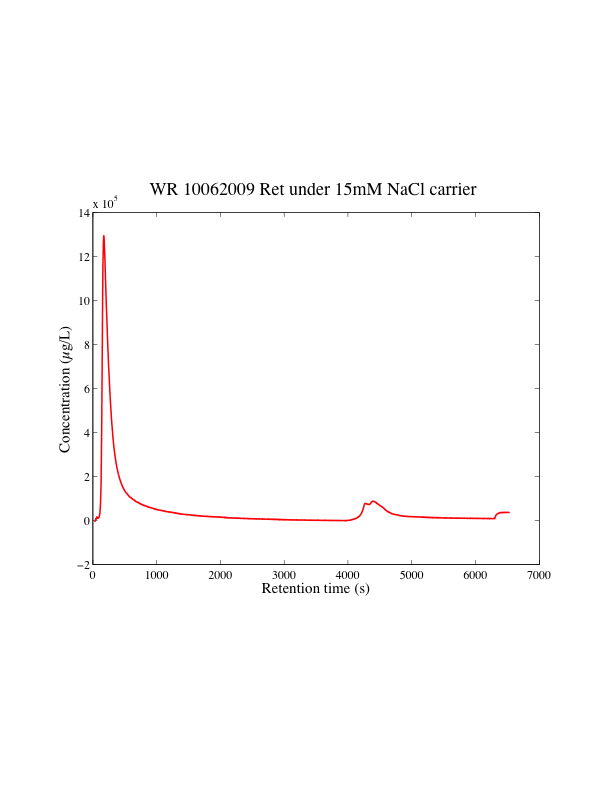 WR 10062009 Ret under 15mM NaCl carrier
x 10^5
14
12
10
8
6
4
2
0
−2
Concentration (μg/L)
0 1000 2000 3000 4000 5000 6000 7000
Retention time (s)